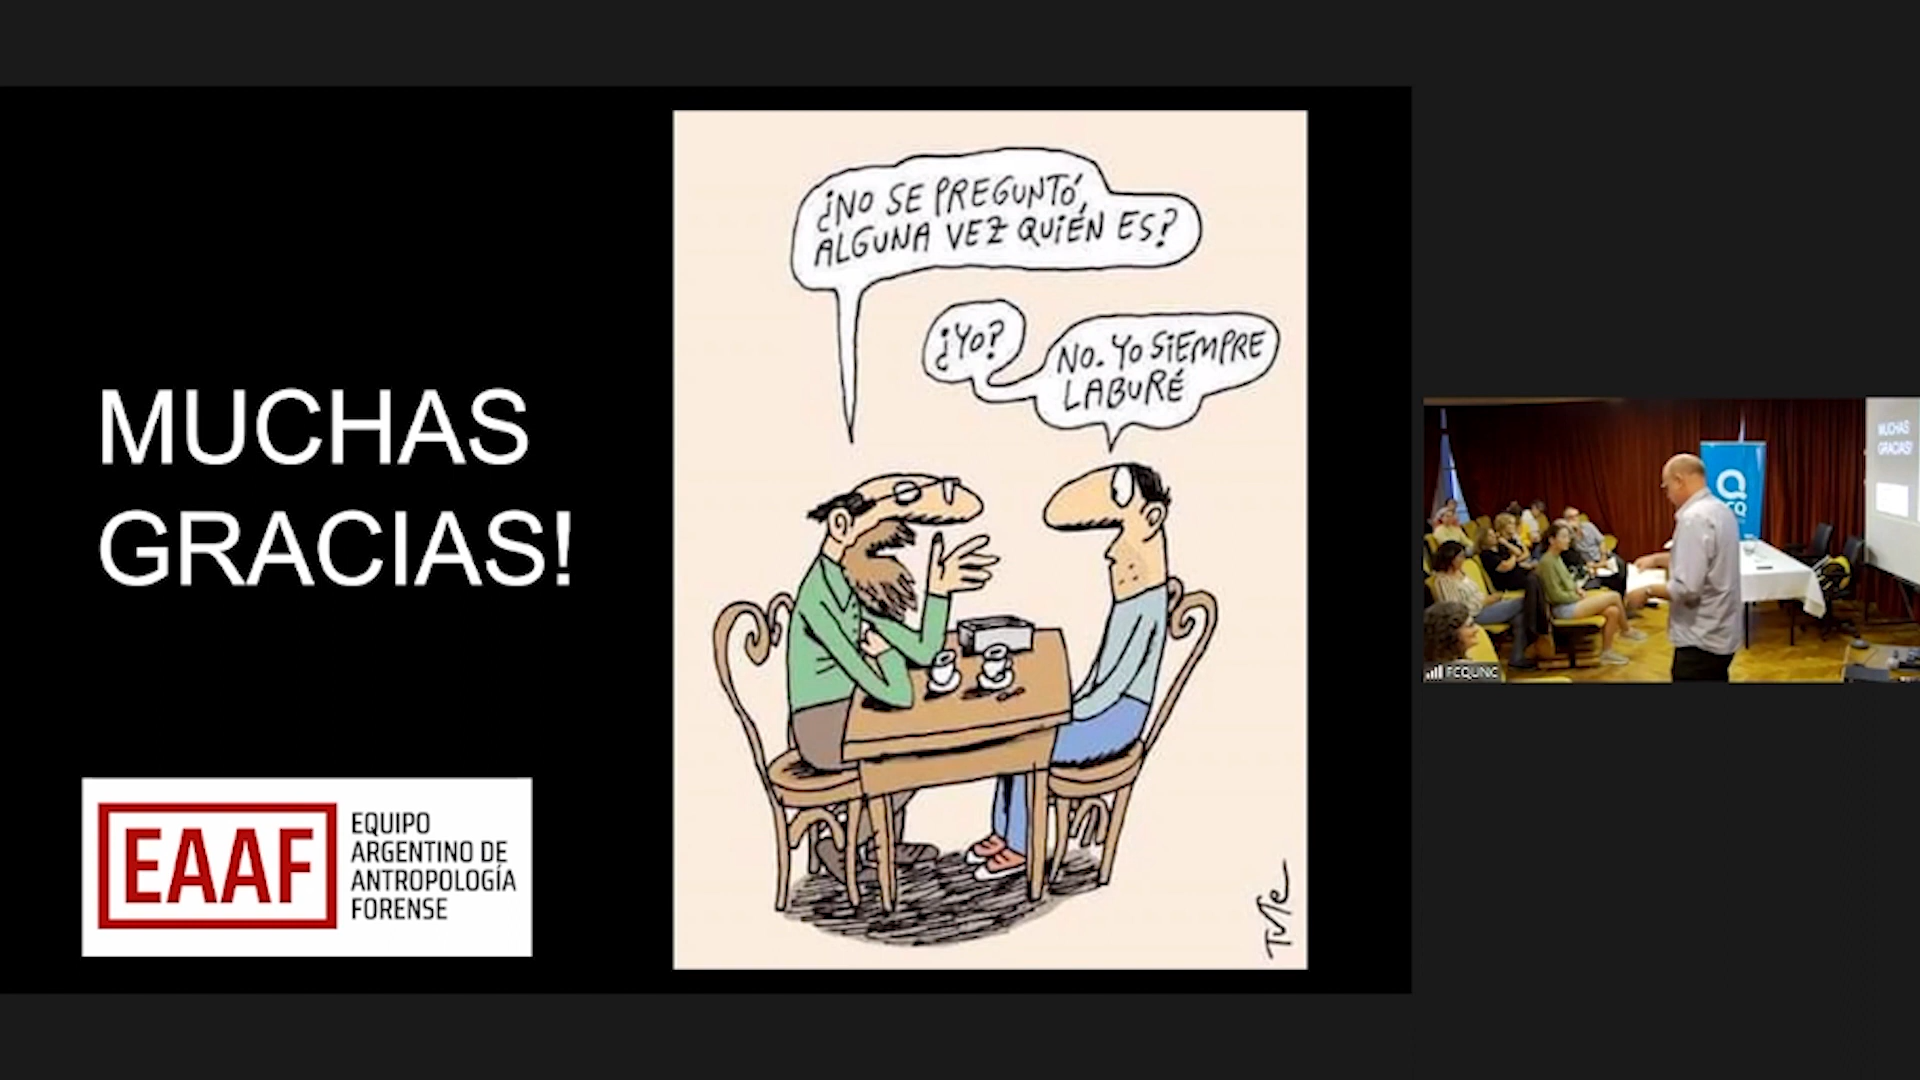 ¿NO SE PREGUNTÓ,
ALGUNA VEZ QUIÉN ES?
¿YO?
NO. YO SIEMPRE
LABURÉ
MUCHAS
GRACIAS!
EAAF
EQUIPO
ARGENTINO DE
ANTROPOLOGÍA
FORENSE
Tute
MUCHAS
GRACIAS!
Q
FCQUNC